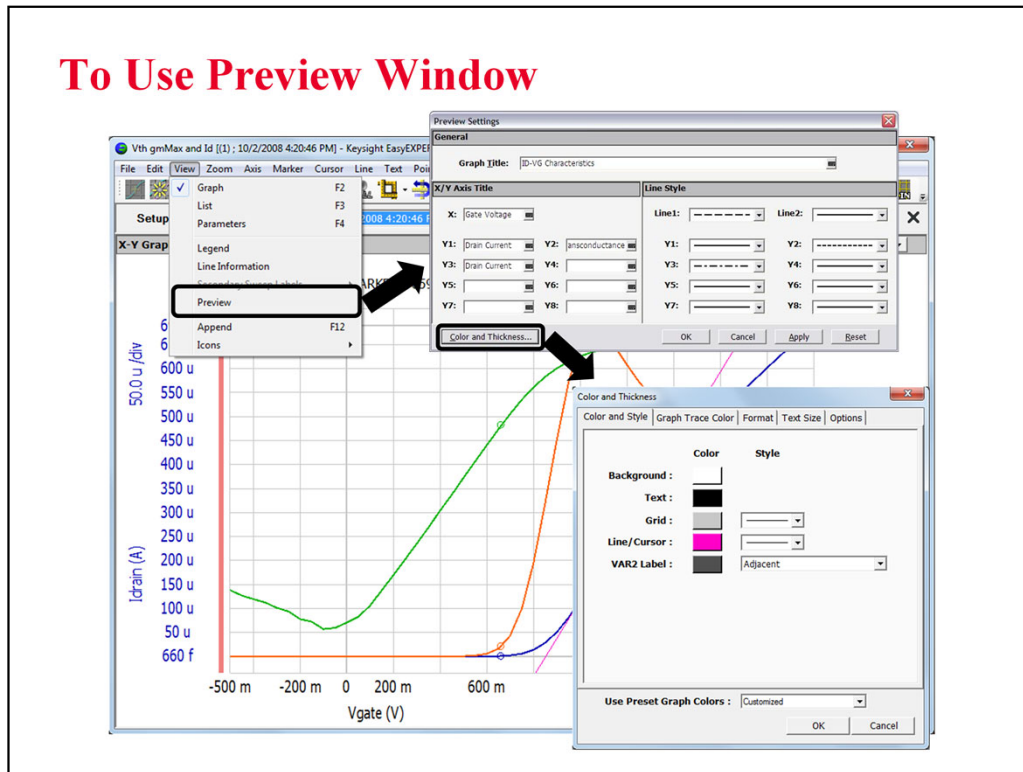 To Use Preview Window
Vth gmMax and Id [(1) ; 10/2/2008 4:20:46 PM] - Keysight EasyEXPER
File Edit View Zoom Axis Marker Cursor Line Text
Setup
2008 4:20:46
X-Y Grap
Graph F2
List F3
Parameters F4
Legend
Line Information
Preview
Append F12
Icons
50.0 u /div
600 u
550 u
500 u
450 u
400 u
350 u
300 u
250 u
200 u
150 u
100 u
50 u
660 f
Idrain (A)
-500 m -200 m 0 200 m 600 m
Vgate (V)
Preview Settings
General
Graph Title: ID-VG Characterstics
X/Y Axis Title
Line Style
X: Gate Voltage
Line1: Line2:
Y1: Drain Current Y2: ansconductance
Y1: Y2:
Y3: Drain Current Y4:
Y3: Y4:
Y5: Y6:
Y5: Y6:
Y7: Y8:
Y7: Y8:
Color and Thickness... OK Cancel Apply Reset
Color and Thickness
Color and Style Graph Trace Color Format Text Size Options
Color Style
Background :
Text :
Grid :
Line/Cursor :
VAR2 Label : Adjacent
Use Preset Graph Colors : Customized
OK Cancel